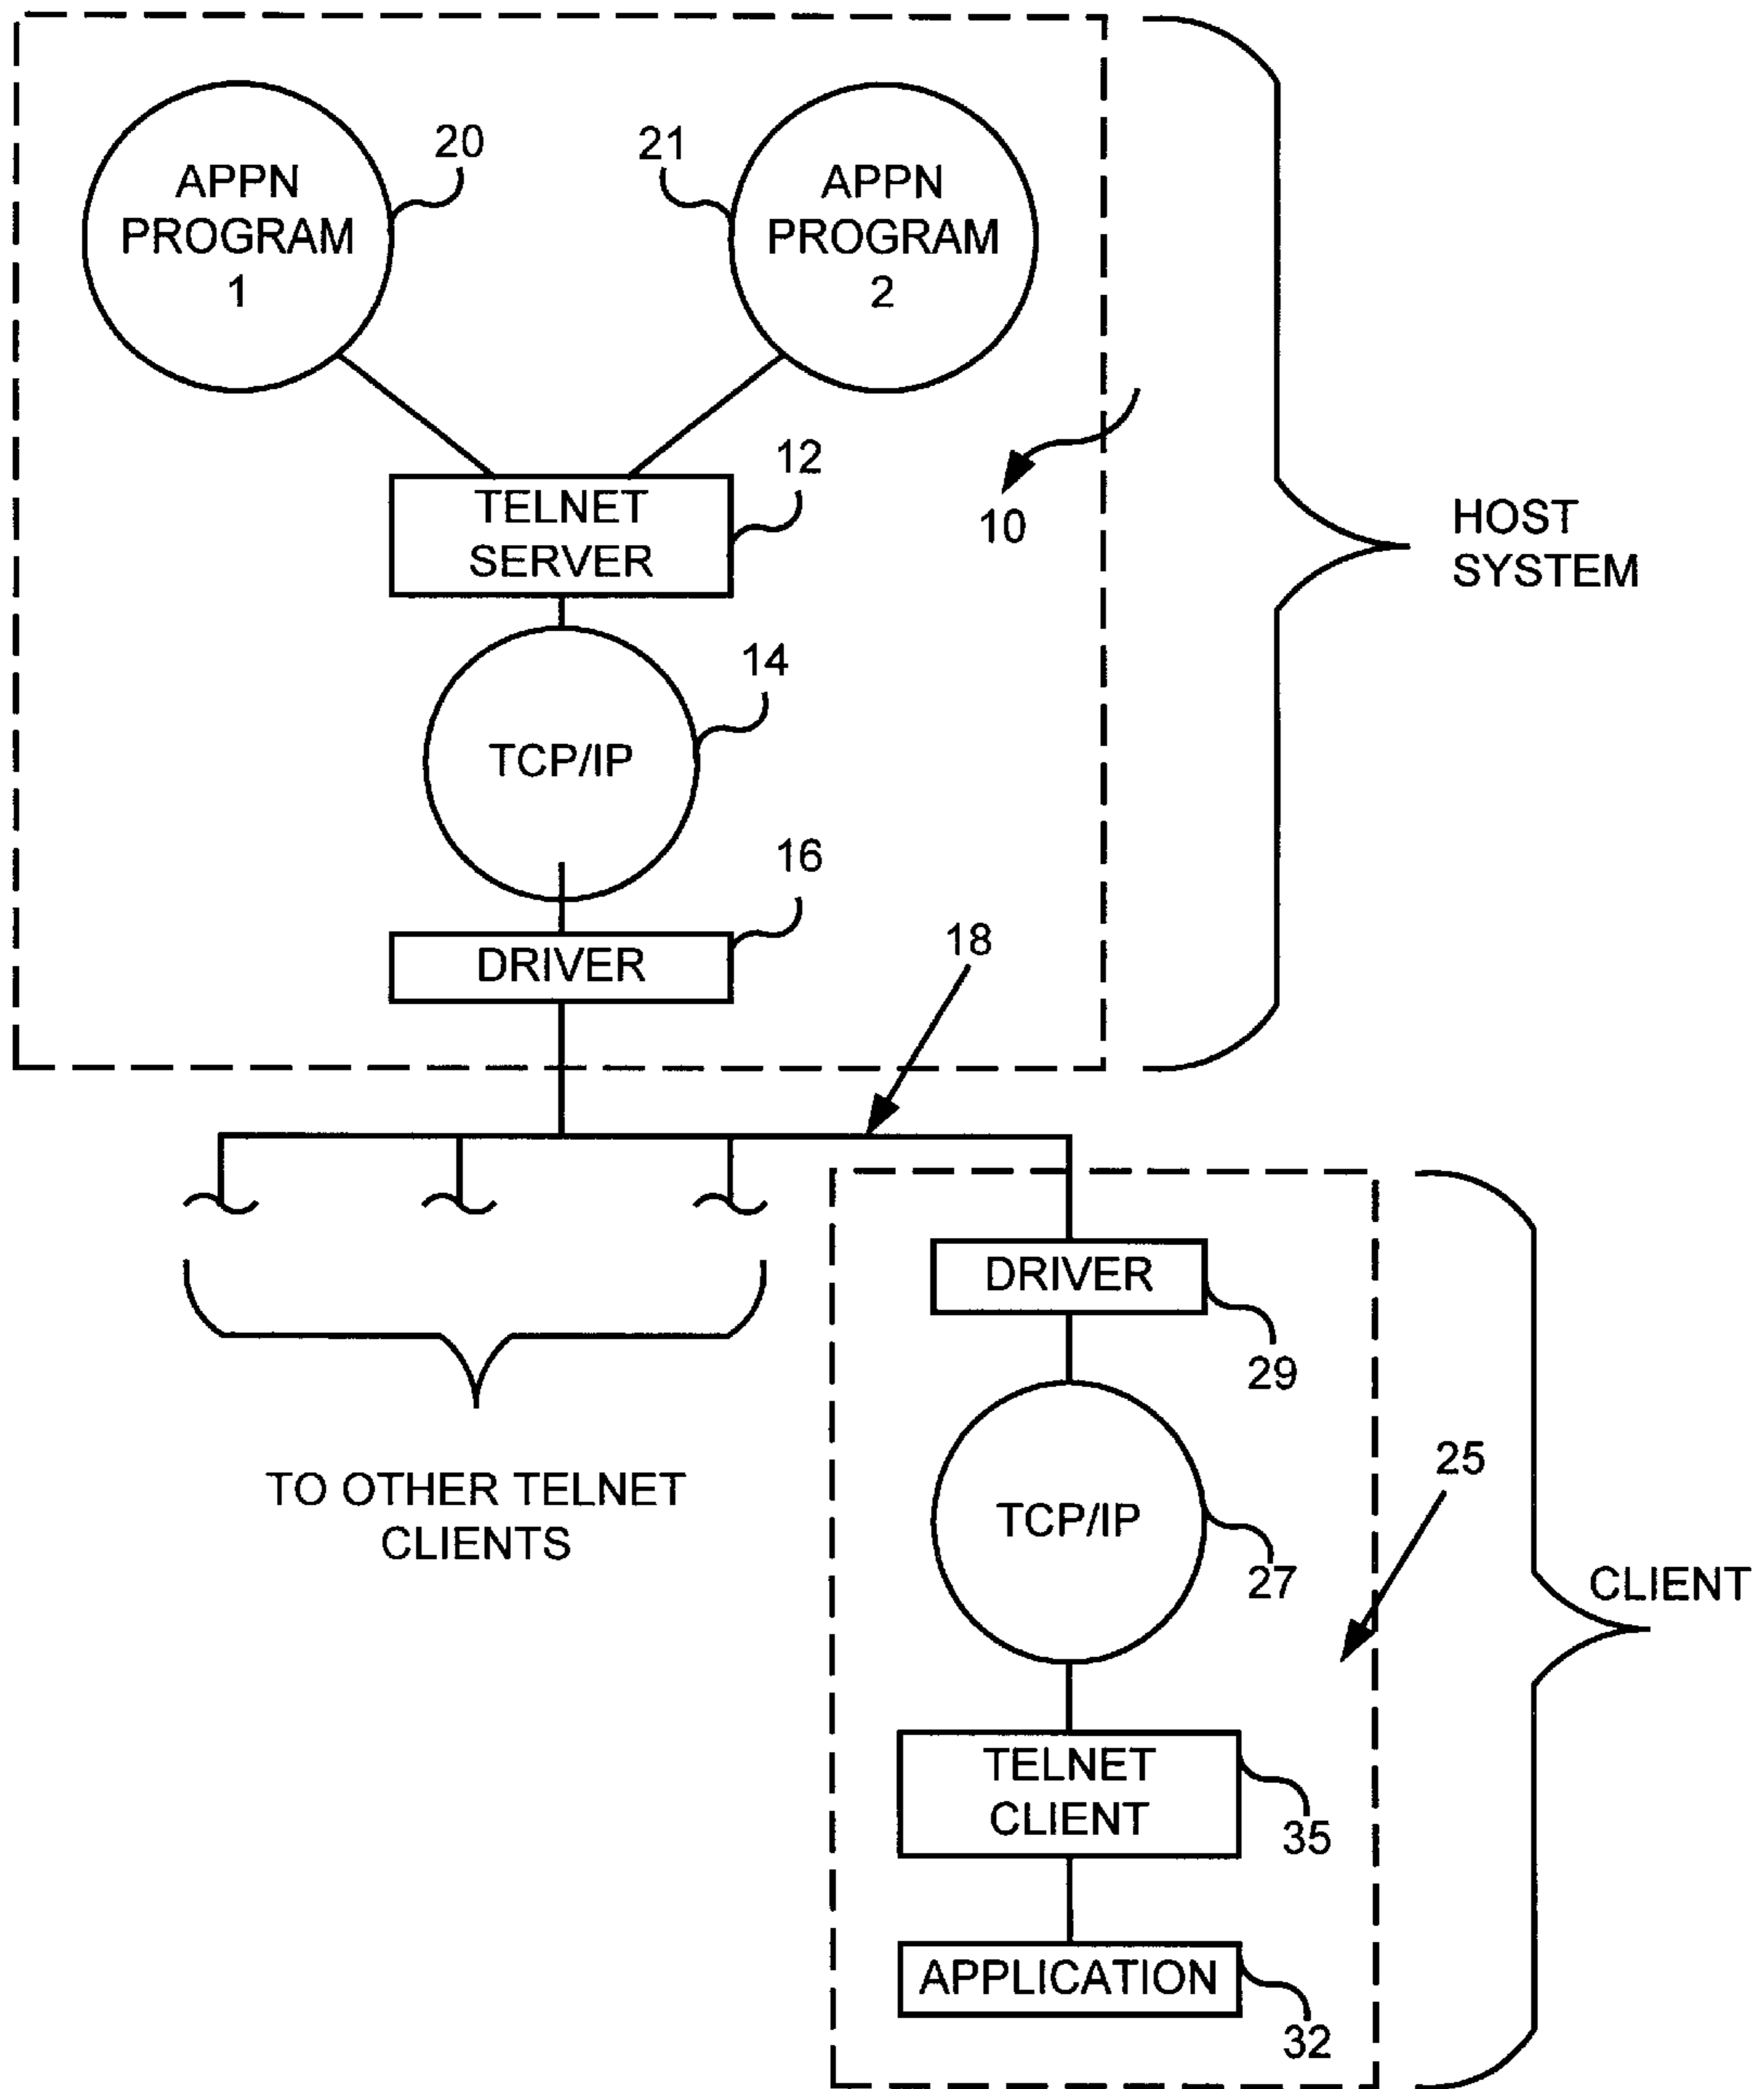 20
21
APPN
PROGRAM
1
APPN
PROGRAM
2
12
TELNET
SERVER
10
HOST
SYSTEM
14
TCP/IP
16
DRIVER
18
DRIVER
29
TO OTHER TELNET
CLIENTS
25
TCP/IP
27
CLIENT
TELNET
CLIENT
35
APPLICATION
32